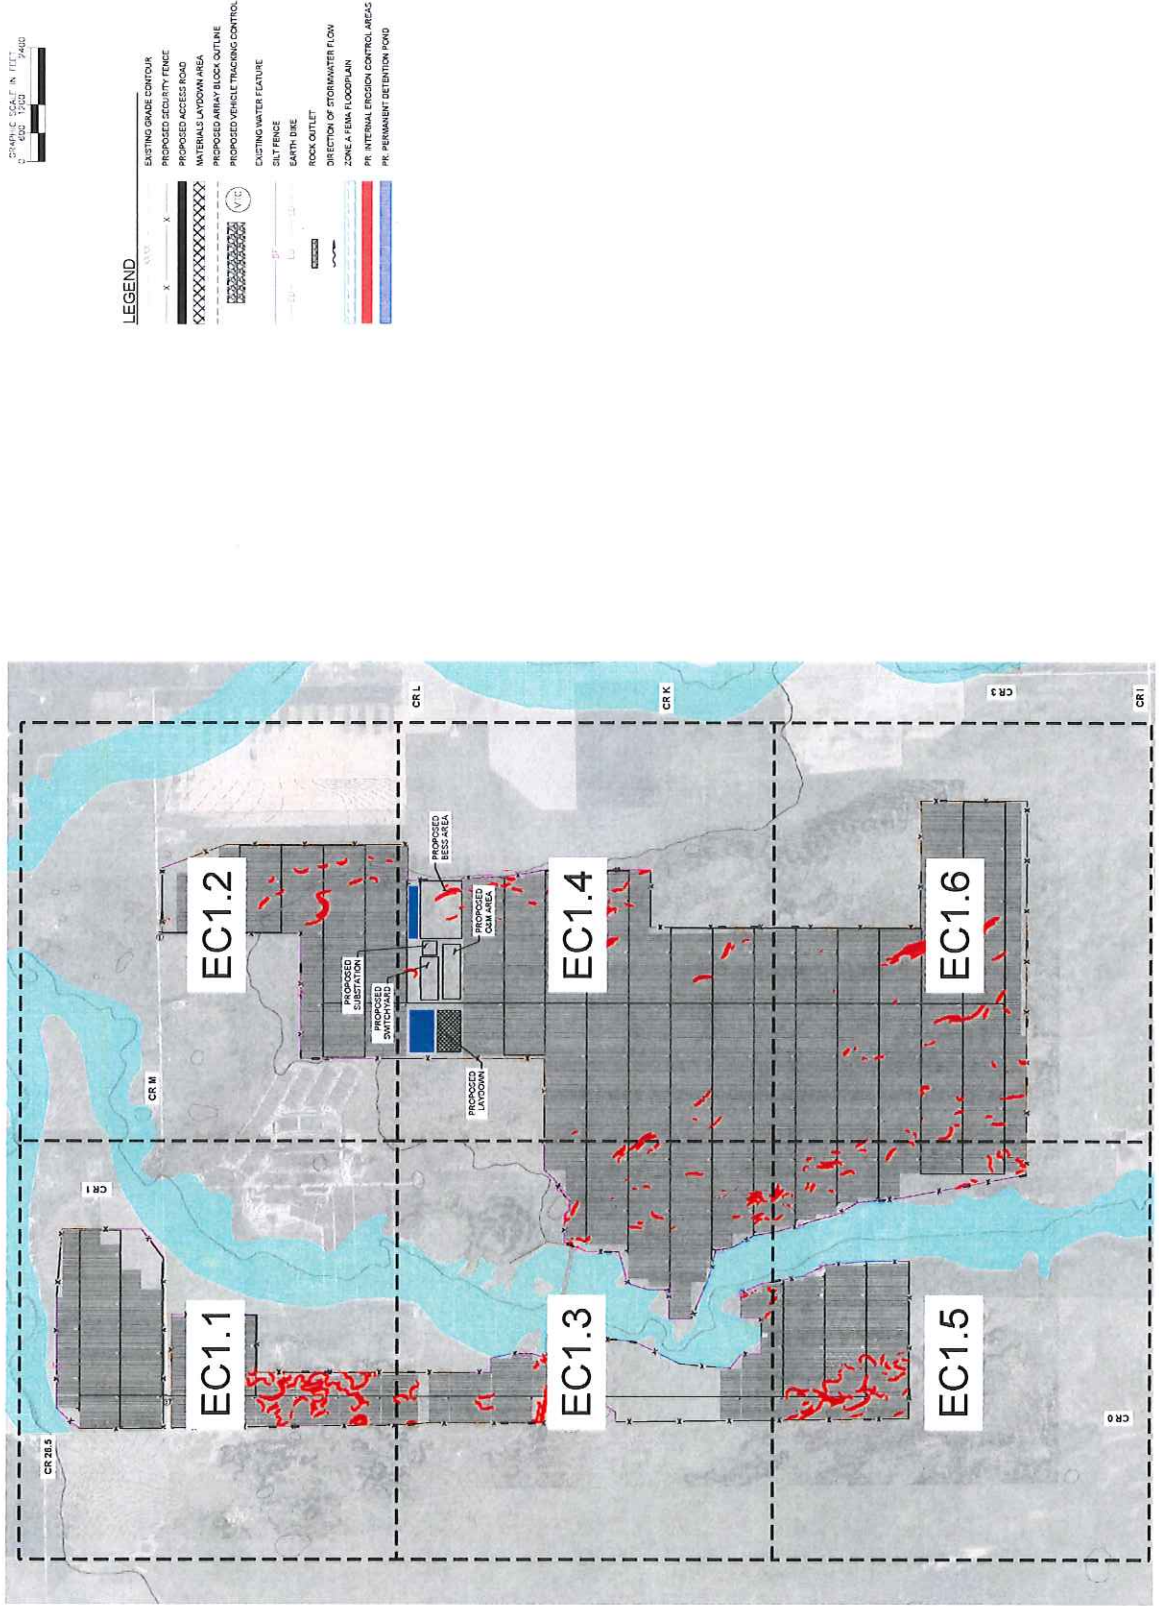 GRAPHIC SCALE IN FEET
0 600 1200 2400
LEGEND
EXISTING GRADE CONTOUR
X X PROPOSED SECURITY FENCE
PROPOSED ACCESS ROAD
MATERIALS LAYDOWN AREA
PROPOSED ARRAY BLOCK OUTLINE
VTC PROPOSED VEHICLE TRACKING CONTROL
EXISTING WATER FEATURE
SF SILT FENCE
EARTH DIKE
ROCK OUTLET
DIRECTION OF STORMWATER FLOW
ZONE A FEMA FLOODPLAIN
PR. INTERNAL EROSION CONTROL AREAS
PR. PERMANENT DETENTION POND
CR 26.5
CR 1
CR M
EC1.1
EC1.2
CR L
PROPOSED
SUBSTATION
PROPOSED
SWITCHYARD
PROPOSED
BESS AREA
PROPOSED
O&M AREA
PROPOSED
LAYDOWN
EC1.3
EC1.4
CR K
EC1.5
EC1.6
CR 3
CR 0
CR I